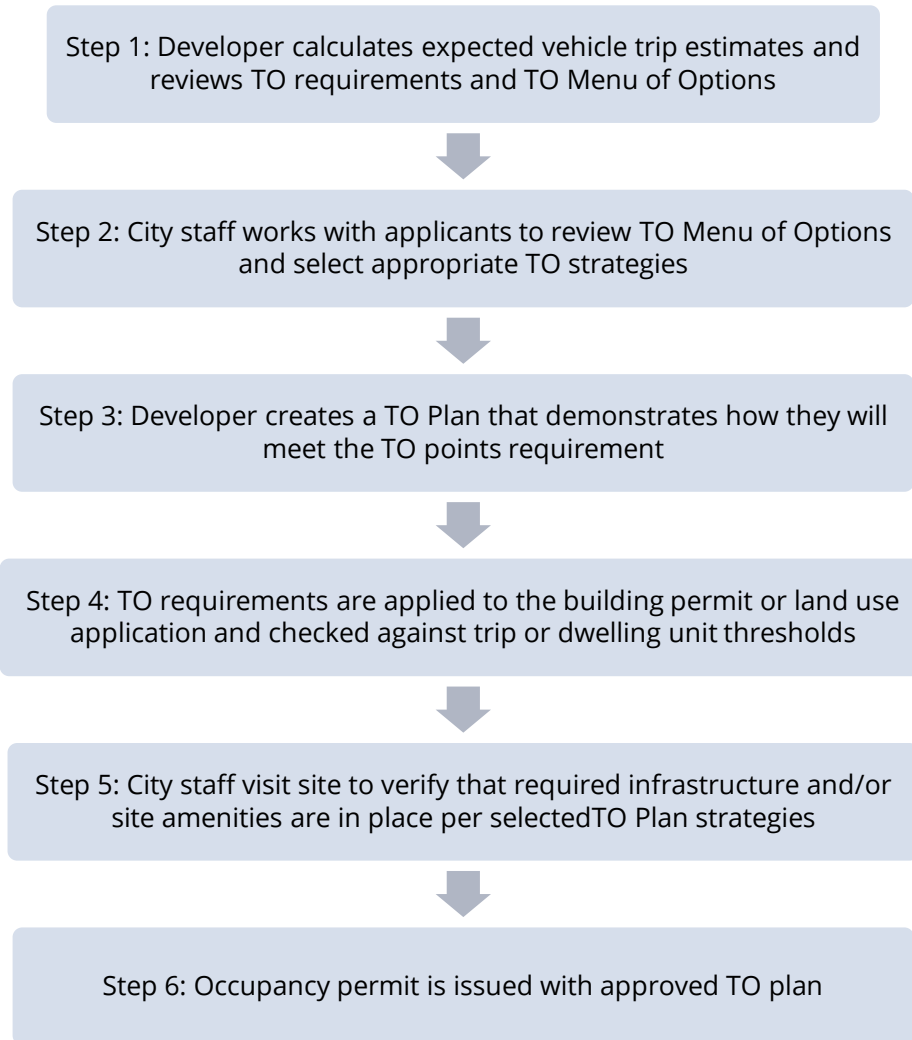 Step 1: Developer calculates expected vehicle trip estimates and
reviews TO requirements and TO Menu of Options
Step 2: City staff works with applicants to review TO Menu of Options
and select appropriate TO strategies
Step 3: Developer creates a TO Plan that demonstrates how they will
meet the TO points requirement
Step 4: TO requirements are applied to the building permit or land use
application and checked against trip or dwelling unit thresholds
Step 5: City staff visit site to verify that required infrastructure and/or
site amenities are in place per selectedTO Plan strategies
Step 6: Occupancy permit is issued with approved TO plan